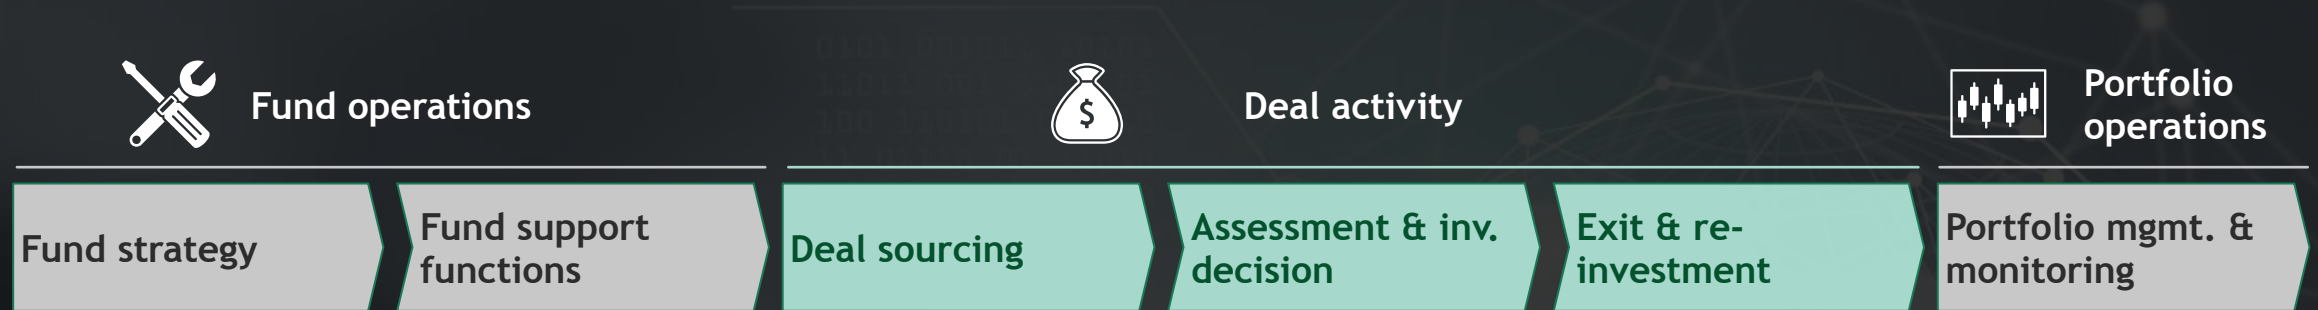 Fund operations
Deal activity
Portfolio
operations
Fund strategy
Fund support
functions
Deal sourcing
Assessment & inv.
decision
Exit & re-
investment
Portfolio mgmt. &
monitoring